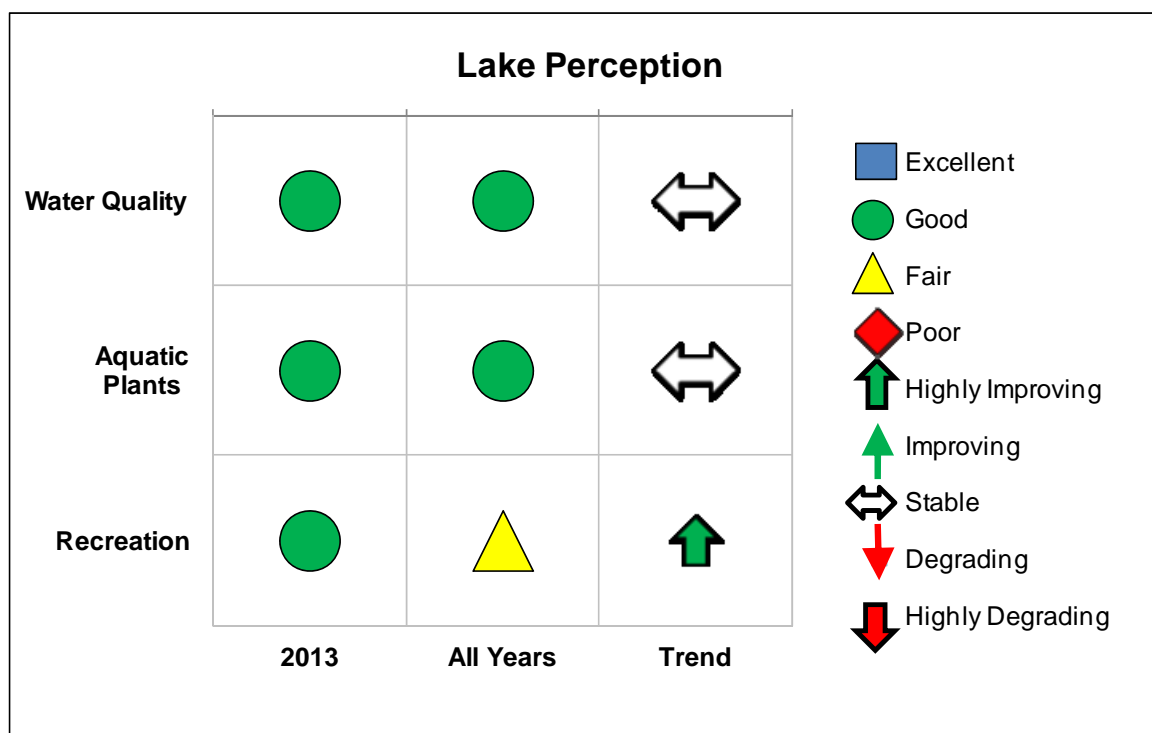 Lake Perception
Water Quality
Aquatic
Plants
Recreation
2013
All Years
Trend
Excellent
Good
Fair
Poor
Highly Improving
Improving
Stable
Degrading
Highly Degrading